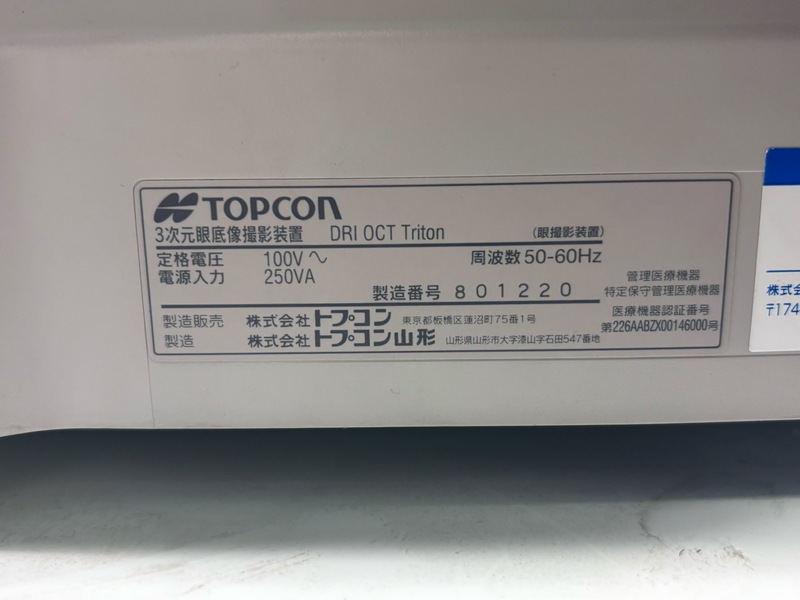 TOPCON
3次元眼底像撮影装置 DRI OCT Triton (眼撮影装置)
定格電圧 100V～ 周波数 50-60Hz
電源入力 250VA
製造番号 801220
管理医療機器
特定保守管理医療機器
製造販売 株式会社トプコン 東京都板橋区蓮沼町75番1号
製造 株式会社トプコン山形 山形県山形市大字漆山字石田547番地
医療機器認証番号
第226AABZX00146000号
株式会
〒174